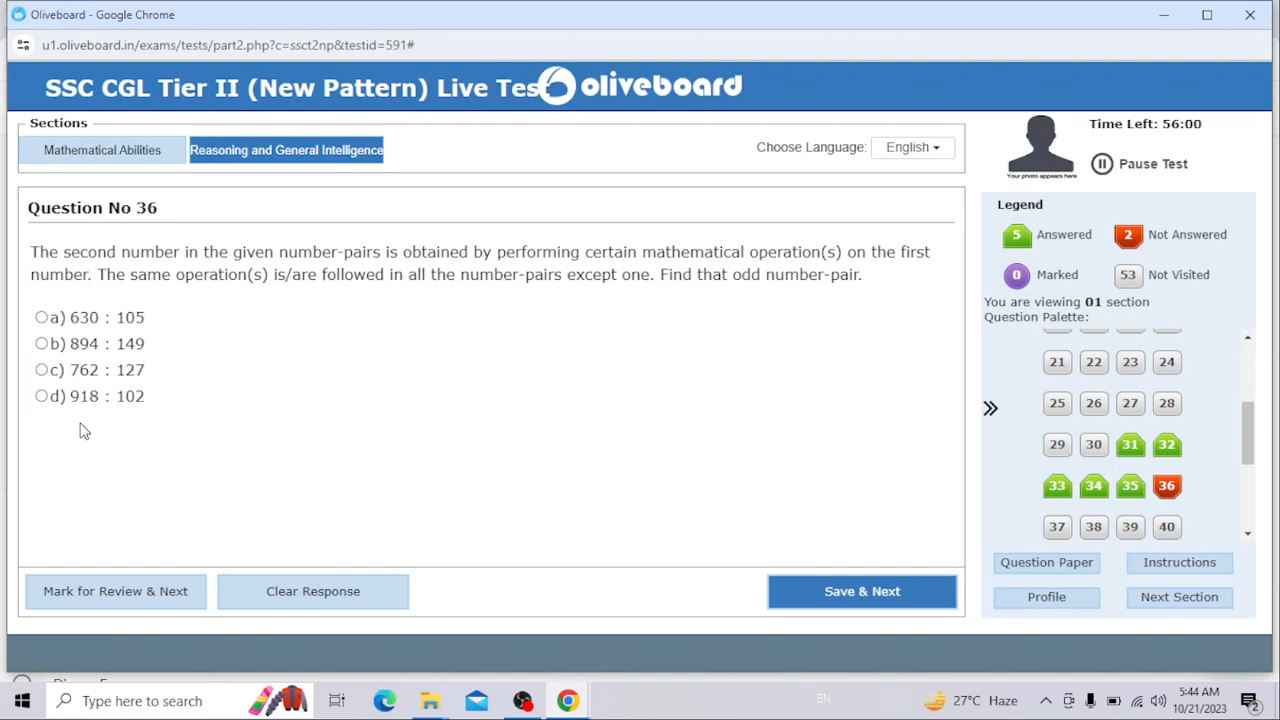 Oliveboard - Google Chrome
u1.oliveboard.in/exams/tests/part2.php?c=ssct2np&testid=591#
SSC CGL Tier II (New Pattern) Live Tes
oliveboard
Sections
Mathematical Abilities
Reasoning and General Intelligence
Choose Language:
English
Your photo appears here
Time Left: 56:00
Pause Test
Question No 36
The second number in the given number-pairs is obtained by performing certain mathematical operation(s) on the first
number. The same operation(s) is/are followed in all the number-pairs except one. Find that odd number-pair.
a) 630 : 105
b) 894 : 149
c) 762 : 127
d) 918 : 102
Legend
5 Answered
2 Not Answered
0 Marked
53 Not Visited
You are viewing 01 section
Question Palette:
21 22 23 24
25 26 27 28
29 30 31 32
33 34 35 36
37 38 39 40
Question Paper
Instructions
Profile
Next Section
Mark for Review & Next
Clear Response
Save & Next
Type here to search
27°C Haze
EN
5:44 AM
10/21/2023
2